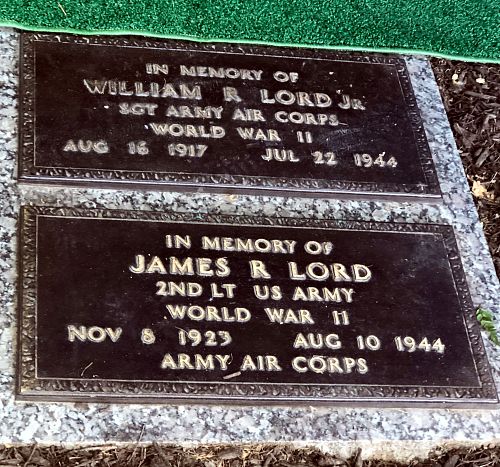 IN MEMORY OF
WILLIAM R LORD JR
SGT ARMY AIR CORPS
WORLD WAR II
AUG 16 1917 JUL 22 1944
IN MEMORY OF
JAMES R LORD
2ND LT US ARMY
WORLD WAR II
NOV 8 1923 AUG 10 1944
ARMY AIR CORPS